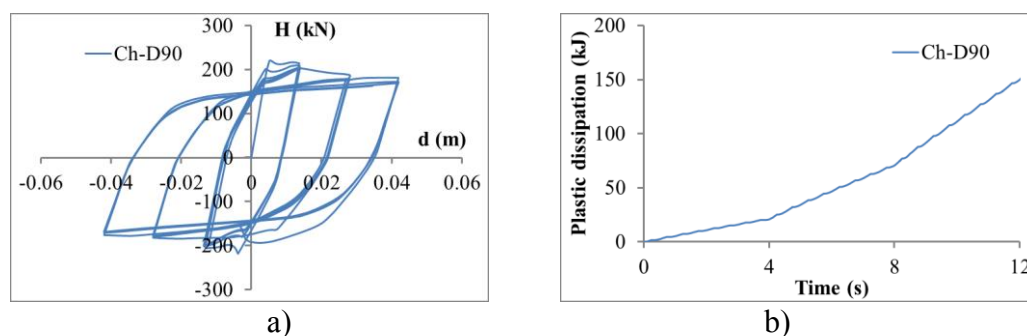 300
H (kN)
Ch-D90
200
100
d (m)
0
-0.06
-0.04
-0.02
0
0.02
0.04
0.06
-100
-200
-300
a)
200
Ch-D90
150
100
50
0
Plastic dissipation (kJ)
0
4
8
12
Time (s)
b)